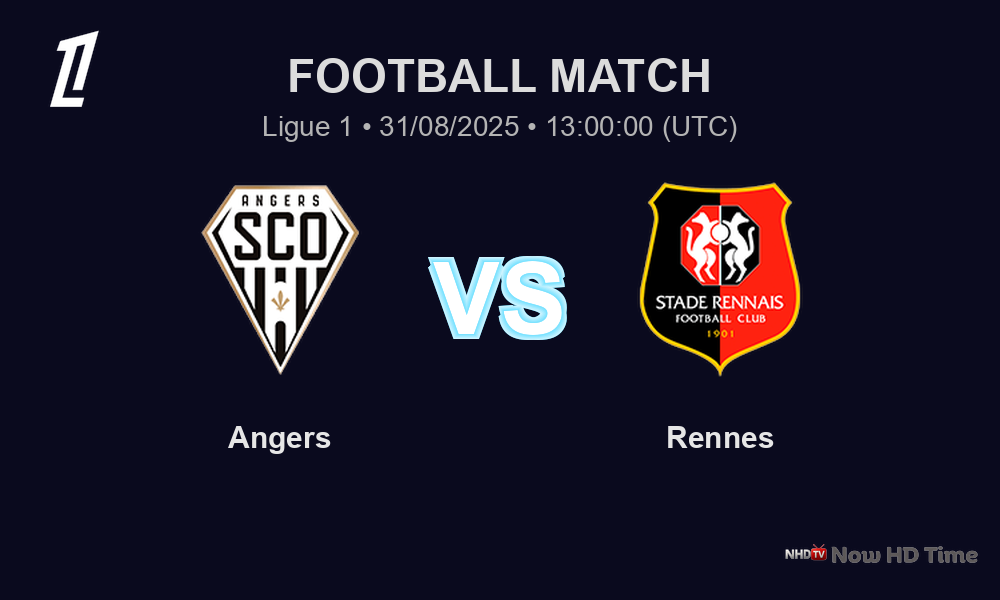 FOOTBALL MATCH
Ligue 1 • 31/08/2025 • 13:00:00 (UTC)
ANGERS
SCO
VS
STADE RENNAIS
FOOTBALL CLUB
1901
Angers
Rennes
NHD TV Now HD Time